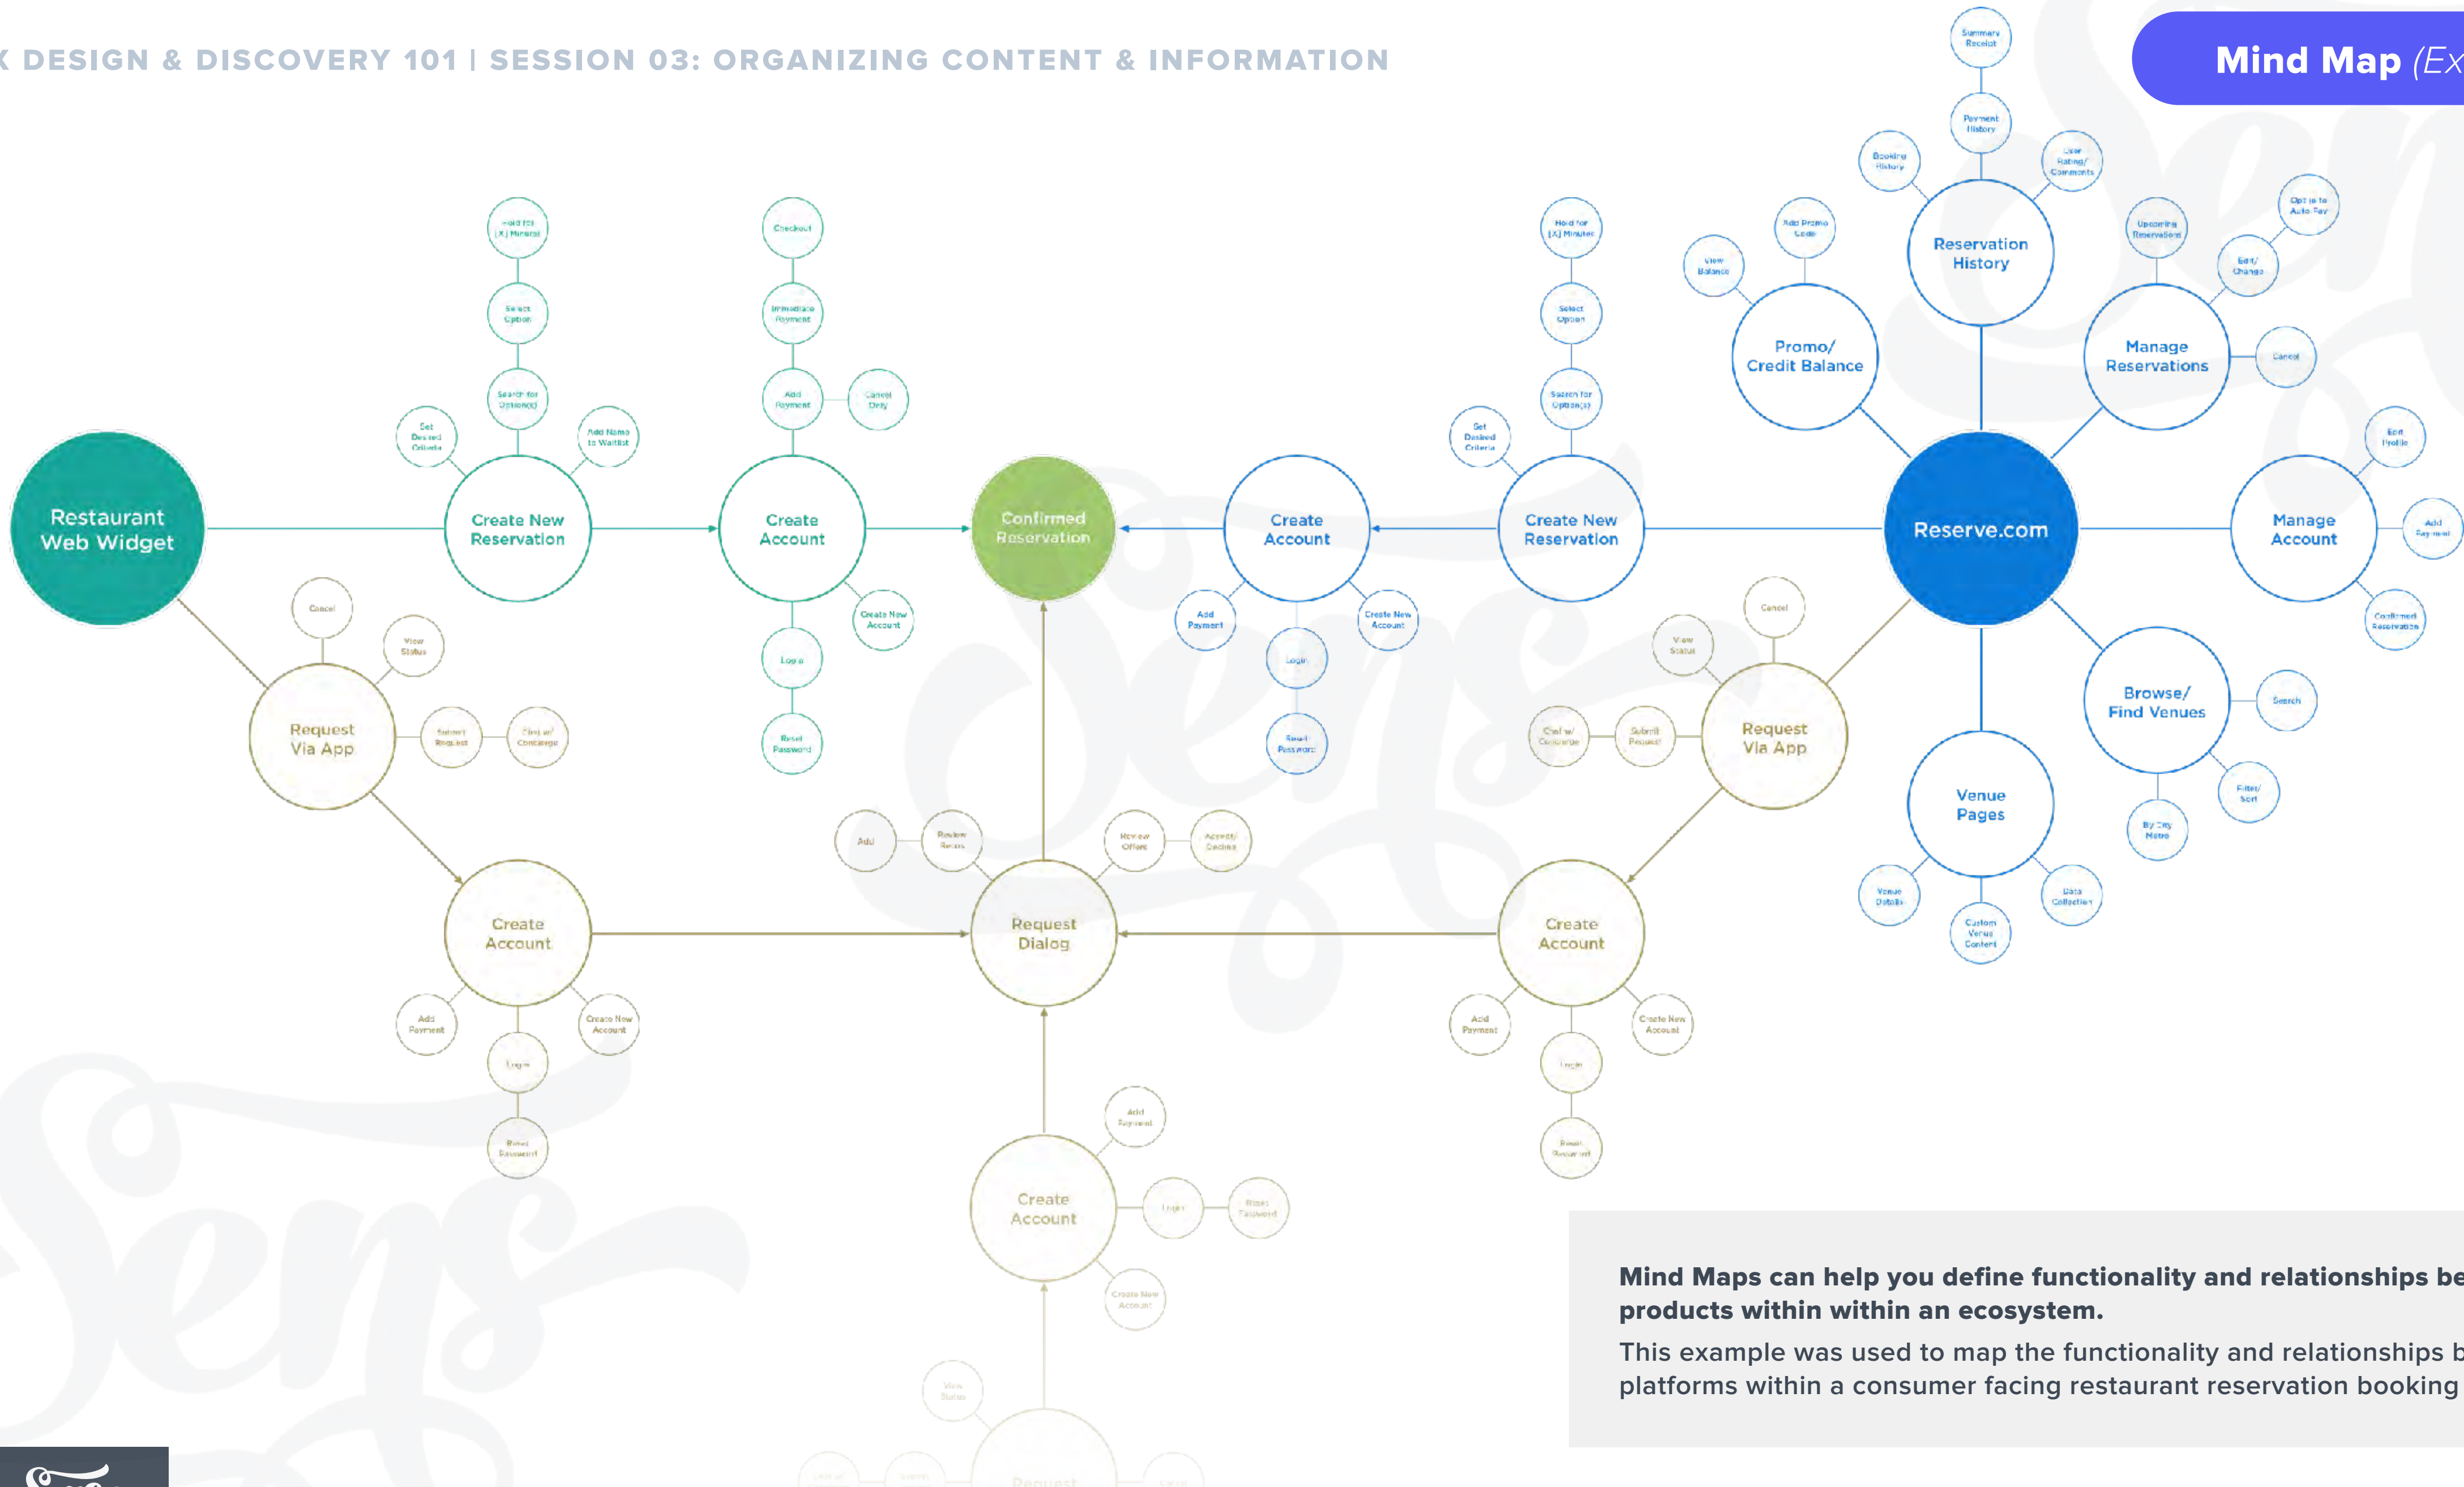 X DESIGN & DISCOVERY 101 | SESSION 03: ORGANIZING CONTENT & INFORMATION
Mind Map (Ex
Summary
Receipt
Payment
History
Booking
History
User
Rating/
Comments
Reservation
History
Add Promo
Code
View
Balance
Promo/
Credit Balance
Upcoming
Reservations
Edit/
Change
Opt in to
Auto Pay
Cancel
Manage
Reservations
Hold for
[X] Minutes
Select
Option
Search for
Option(s)
Set
Desired
Criteria
Add Name
to Waitlist
Checkout
Immediate
Payment
Add
Payment
Cancel
Only
Hold for
[X] Minutes
Select
Option
Search for
Option(s)
Set
Desired
Criteria
Edit
Profile
Add
Payment
Confirmed
Reservation
Manage
Account
Restaurant
Web Widget
Create New
Reservation
Create
Account
Confirmed
Reservation
Create
Account
Create New
Reservation
Reserve.com
Create New
Account
Login
Reset
Password
Add
Payment
Login
Create New
Account
Reset
Password
Cancel
View
Status
Request
Via App
Submit
Request
Chat w/
Concierge
Cancel
View
Status
Chat w/
Concierge
Submit
Request
Request
Via App
Browse/
Find Venues
Search
Filter/
Sort
By City
Metro
Venue
Pages
Venue
Details
Custom
Venue
Content
Data
Collection
Add
Review
Recos
Review
Offers
Accept/
Decline
Create
Account
Request
Dialog
Create
Account
Add
Payment
Login
Create New
Account
Reset
Password
Add
Payment
Login
Create New
Account
Reset
Password
Add
Payment
Create
Account
Login
Reset
Password
Create New
Account
View
Status
Request
Cancel
Mind Maps can help you define functionality and relationships be
products within within an ecosystem.
This example was used to map the functionality and relationships b
platforms within a consumer facing restaurant reservation booking
Sens
Sens